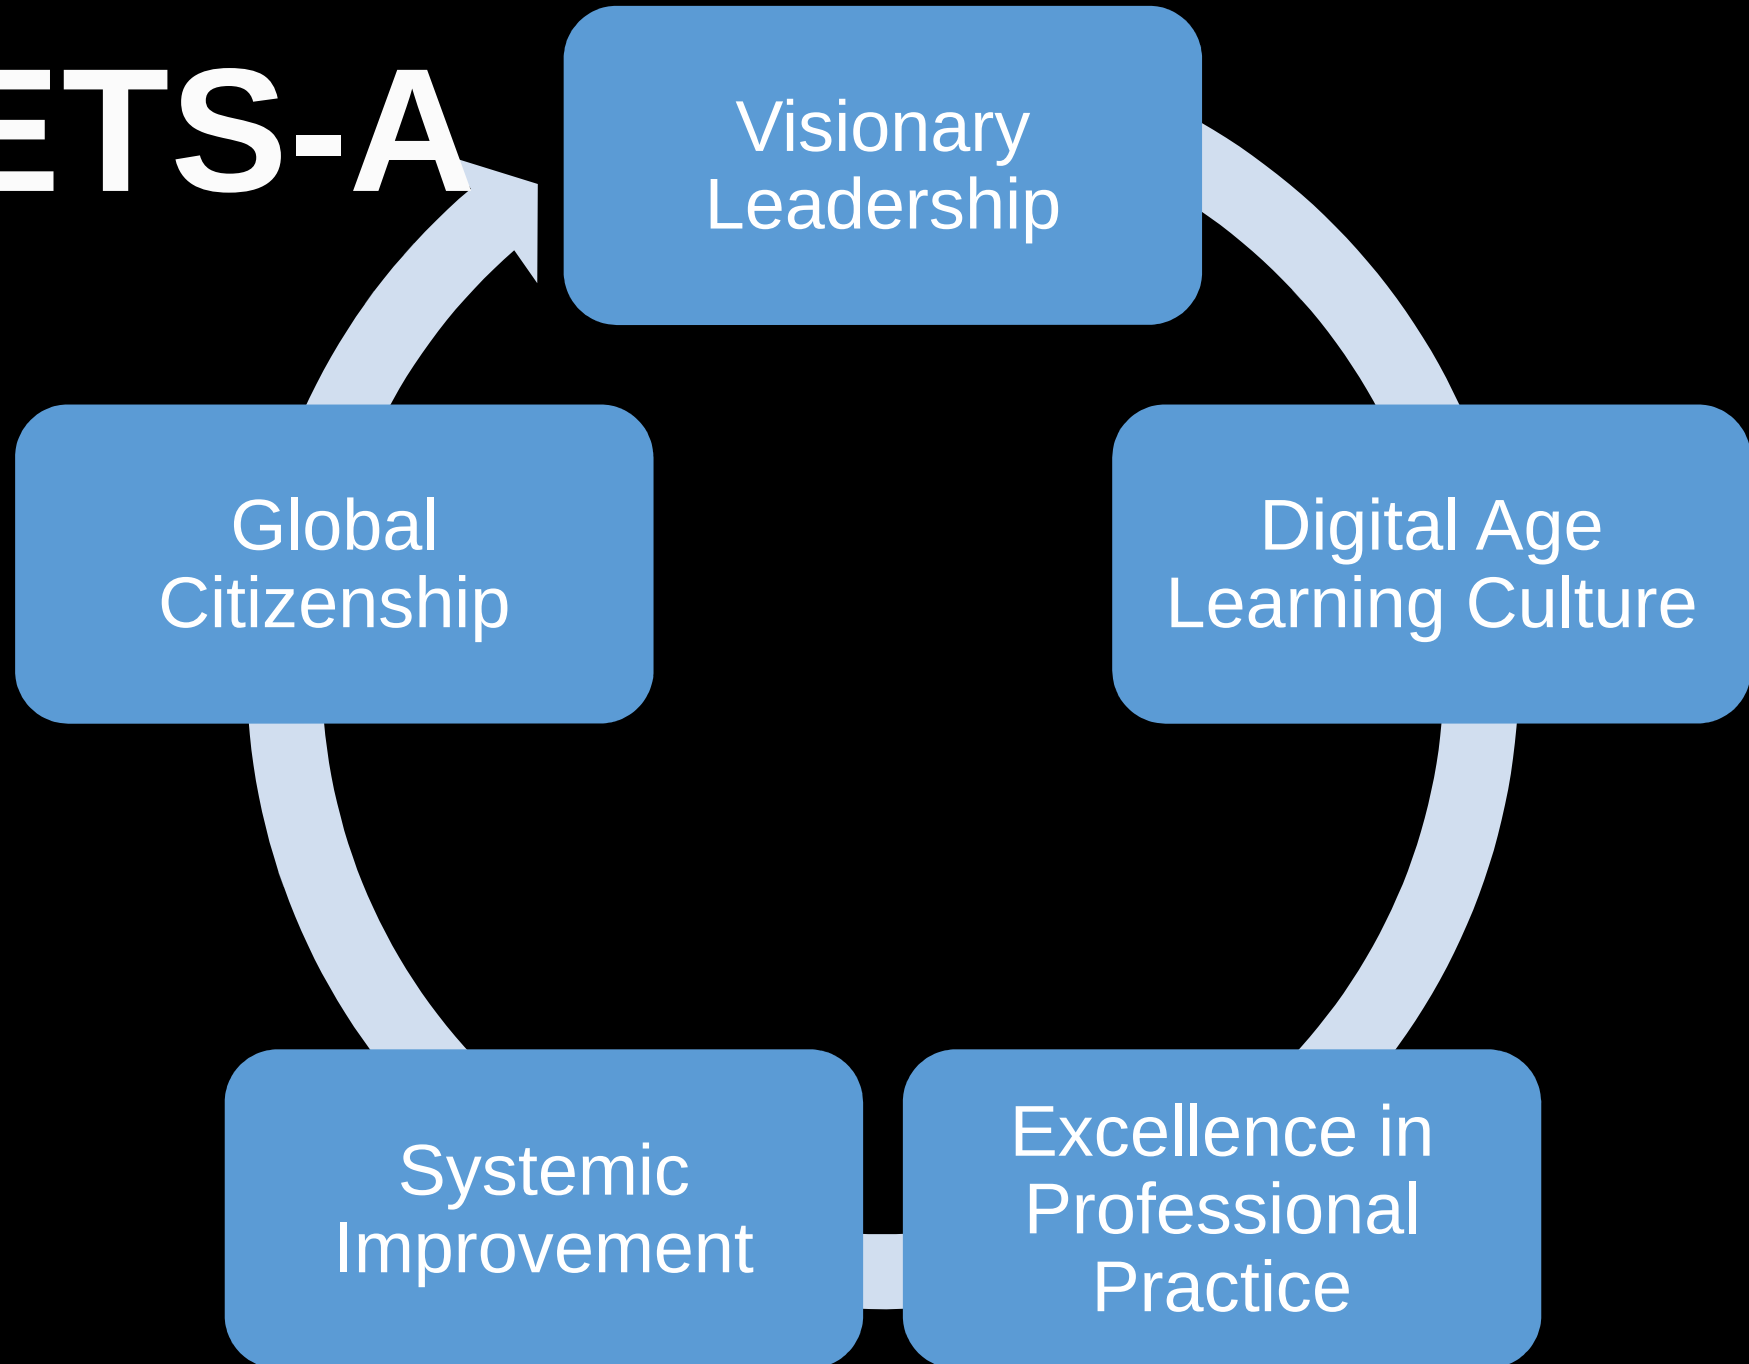 ETS-A
Visionary
Leadership
Digital Age
Learning Culture
Excellence in
Professional
Practice
Systemic
Improvement
Global
Citizenship